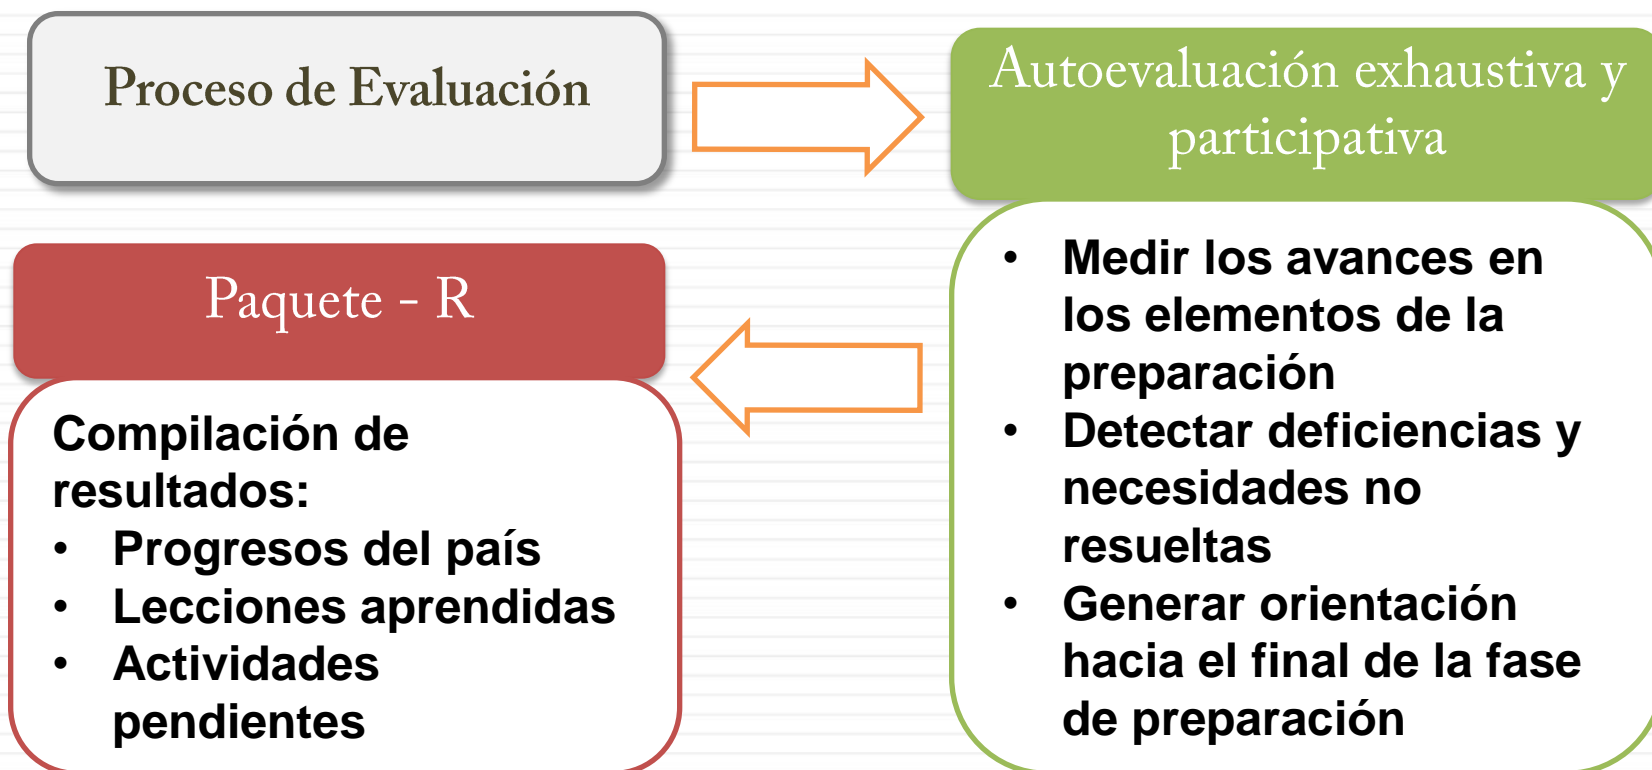 Proceso de Evaluación
Autoevaluación exhaustiva y
participativa
• Medir los avances en
los elementos de la
preparación
• Detectar deficiencias y
necesidades no
resueltas
• Generar orientación
hacia el final de la fase
de preparación
Paquete - R
Compilación de
resultados:
• Progresos del país
• Lecciones aprendidas
• Actividades
pendientes